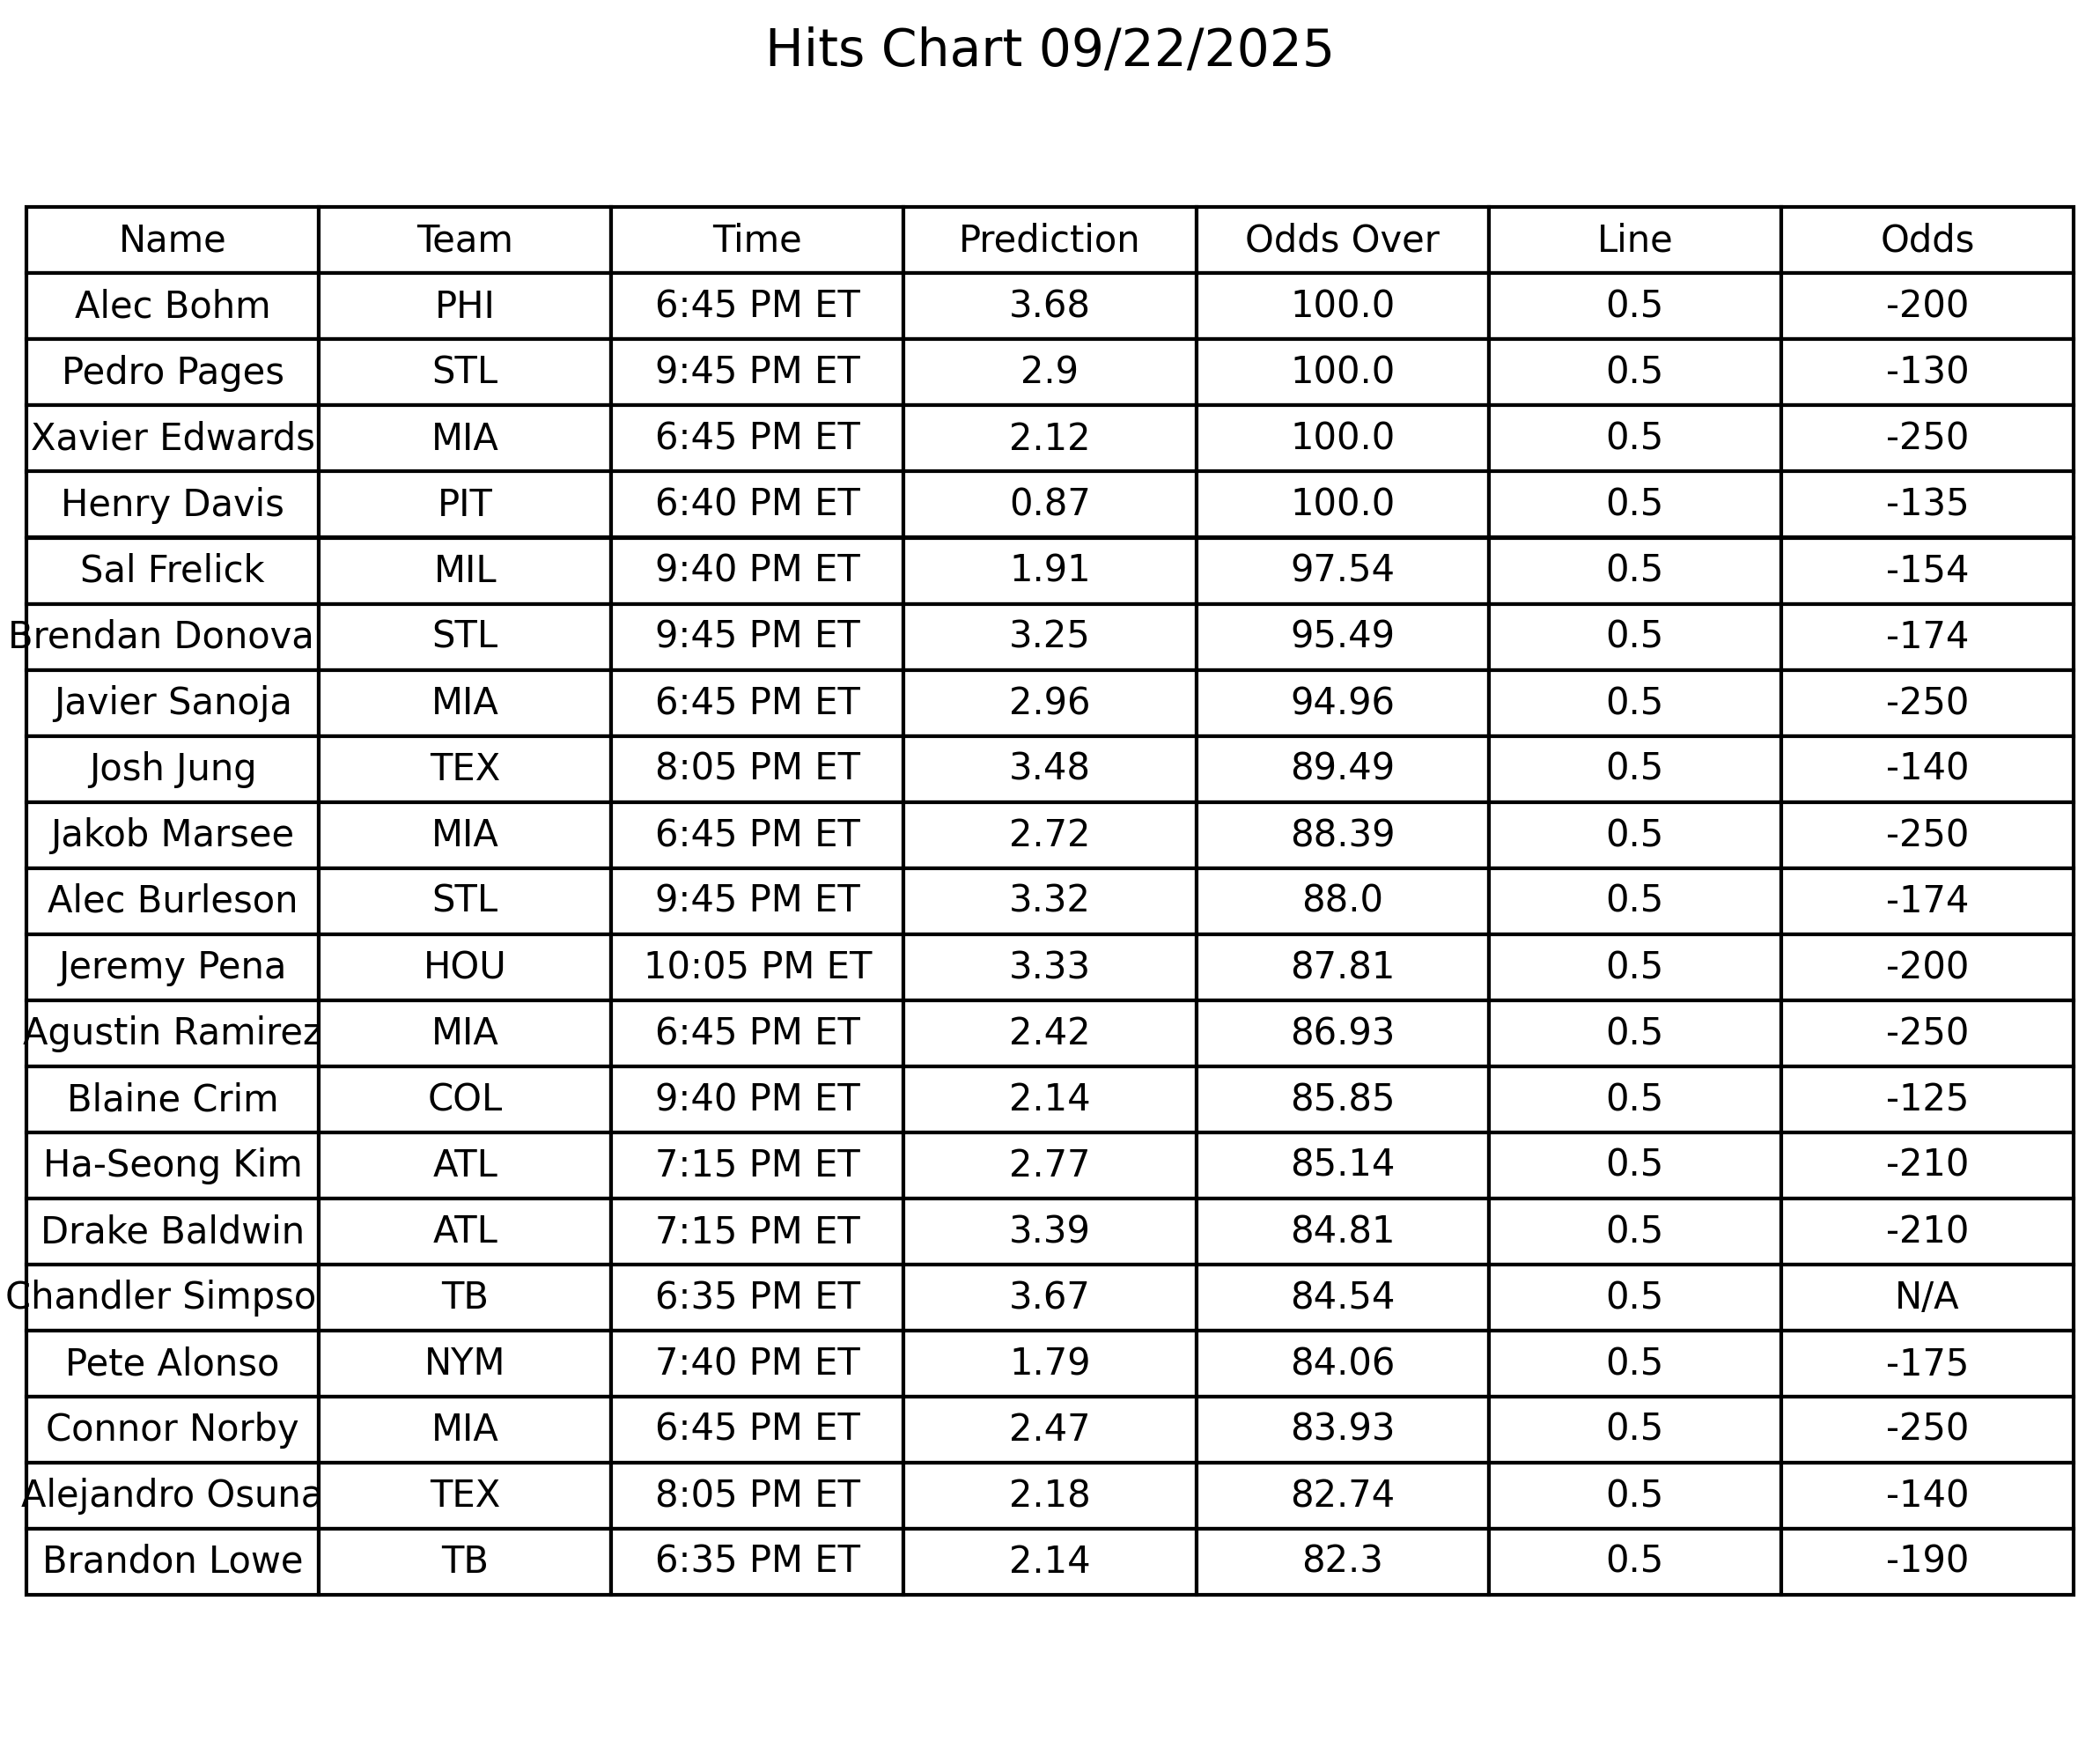 Hits Chart 09/22/2025
Name Team Time Prediction Odds Over Line Odds
Alec Bohm PHI 6:45 PM ET 3.68 100.0 0.5 -200
Pedro Pages STL 9:45 PM ET 2.9 100.0 0.5 -130
Xavier Edwards MIA 6:45 PM ET 2.12 100.0 0.5 -250
Henry Davis PIT 6:40 PM ET 0.87 100.0 0.5 -135
Sal Frelick MIL 9:40 PM ET 1.91 97.54 0.5 -154
Brendan Donova STL 9:45 PM ET 3.25 95.49 0.5 -174
Javier Sanoja MIA 6:45 PM ET 2.96 94.96 0.5 -250
Josh Jung TEX 8:05 PM ET 3.48 89.49 0.5 -140
Jakob Marsee MIA 6:45 PM ET 2.72 88.39 0.5 -250
Alec Burleson STL 9:45 PM ET 3.32 88.0 0.5 -174
Jeremy Pena HOU 10:05 PM ET 3.33 87.81 0.5 -200
Agustin Ramirez MIA 6:45 PM ET 2.42 86.93 0.5 -250
Blaine Crim COL 9:40 PM ET 2.14 85.85 0.5 -125
Ha-Seong Kim ATL 7:15 PM ET 2.77 85.14 0.5 -210
Drake Baldwin ATL 7:15 PM ET 3.39 84.81 0.5 -210
Chandler Simpso TB 6:35 PM ET 3.67 84.54 0.5 N/A
Pete Alonso NYM 7:40 PM ET 1.79 84.06 0.5 -175
Connor Norby MIA 6:45 PM ET 2.47 83.93 0.5 -250
Alejandro Osuna TEX 8:05 PM ET 2.18 82.74 0.5 -140
Brandon Lowe TB 6:35 PM ET 2.14 82.3 0.5 -190